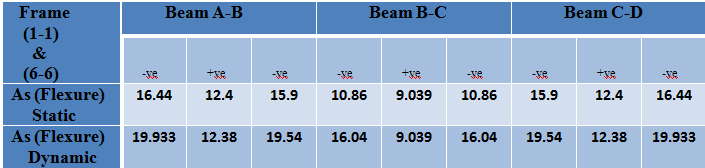 Frame (1-1) & (6-6) Beam A-B Beam B-C Beam C-D
-ve +ve -ve -ve +ve -ve -ve +ve -ve
As (Flexure) Static 16.44 12.4 15.9 10.86 9.039 10.86 15.9 12.4 16.44
As (Flexure) Dynamic 19.933 12.38 19.54 16.04 9.039 16.04 19.54 12.38 19.933